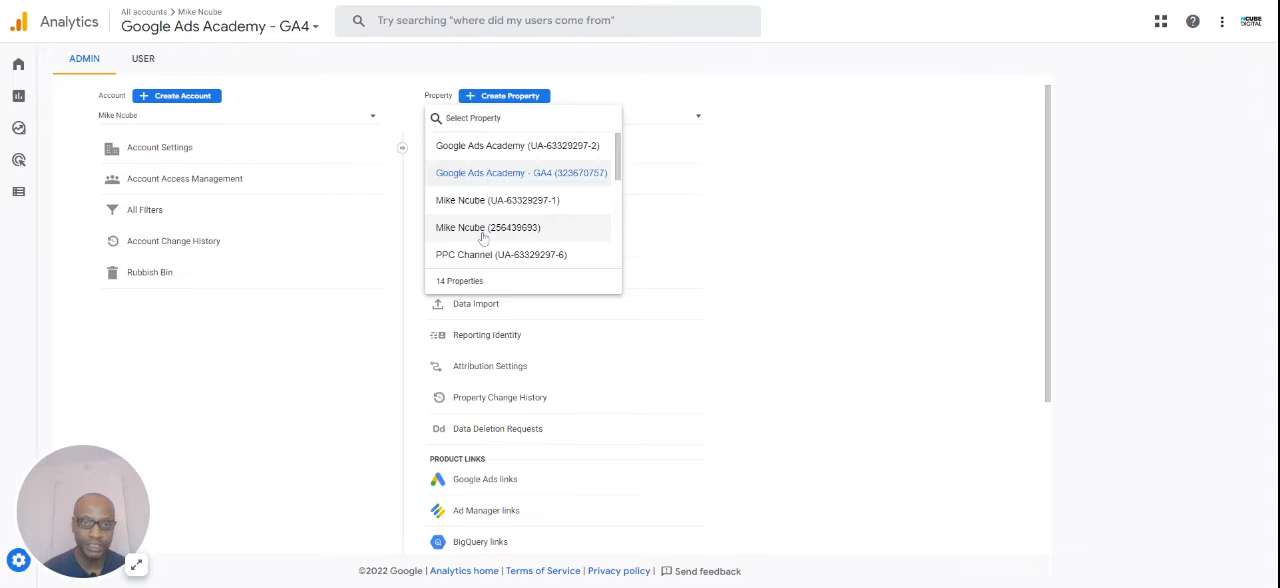 Analytics
All accounts > Mike Ncube
Google Ads Academy - GA4
Try searching "where did my users come from"
NCUBE
DIGITAL
ADMIN
USER
Account
Create Account
Mike Ncube
Account Settings
Account Access Management
All Filters
Account Change History
Rubbish Bin
Property
Create Property
Select Property
Google Ads Academy (UA-63329297-2)
Google Ads Academy - GA4 (323670757)
Mike Ncube (UA-63329297-1)
Mike Ncube (256439693)
PPC Channel (UA-63329297-6)
14 Properties
Data Import
Reporting Identity
Attribution Settings
Property Change History
Dd Data Deletion Requests
PRODUCT LINKS
Google Ads links
Ad Manager links
BigQuery links
©2022 Google | Analytics home | Terms of Service | Privacy policy | Send feedback